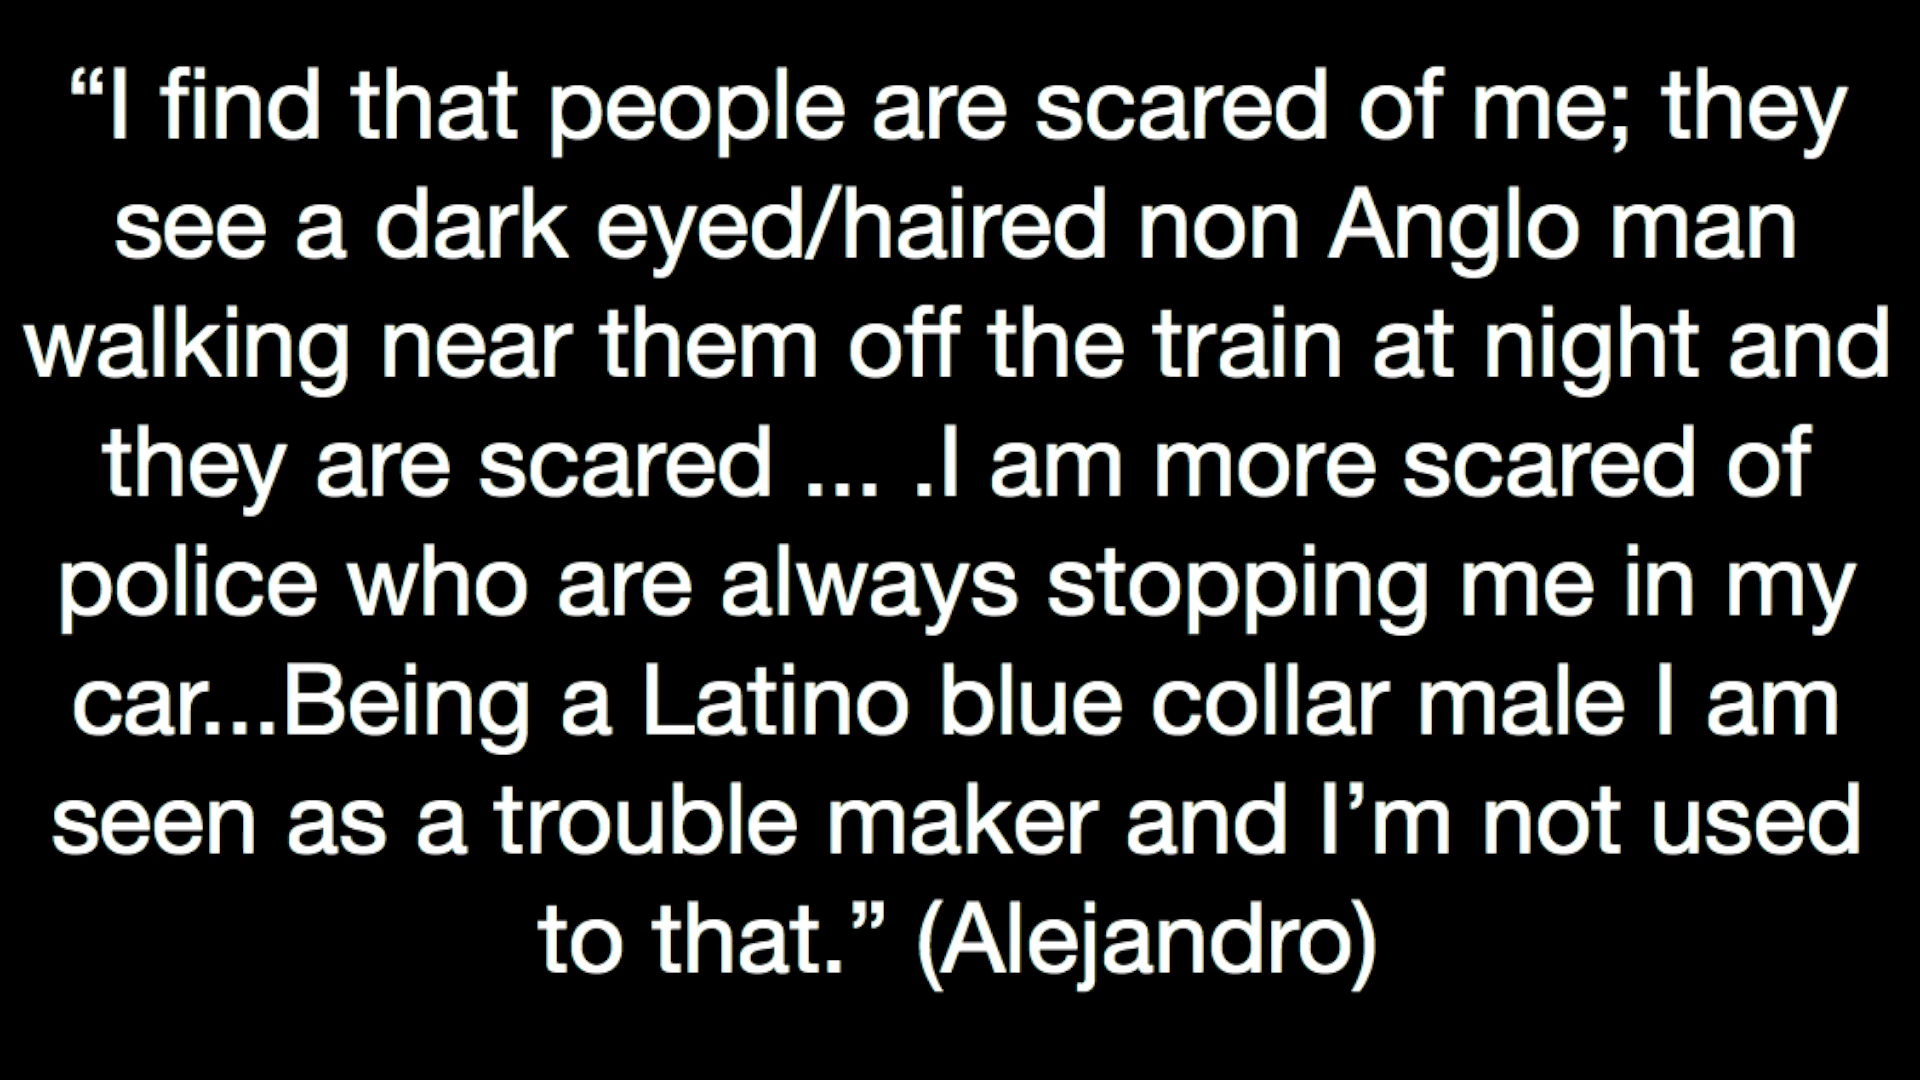 “I find that people are scared of me; they
see a dark eyed/haired non Anglo man
walking near them off the train at night and
they are scared ... .I am more scared of
police who are always stopping me in my
car...Being a Latino blue collar male I am
seen as a trouble maker and I’m not used
to that.” (Alejandro)